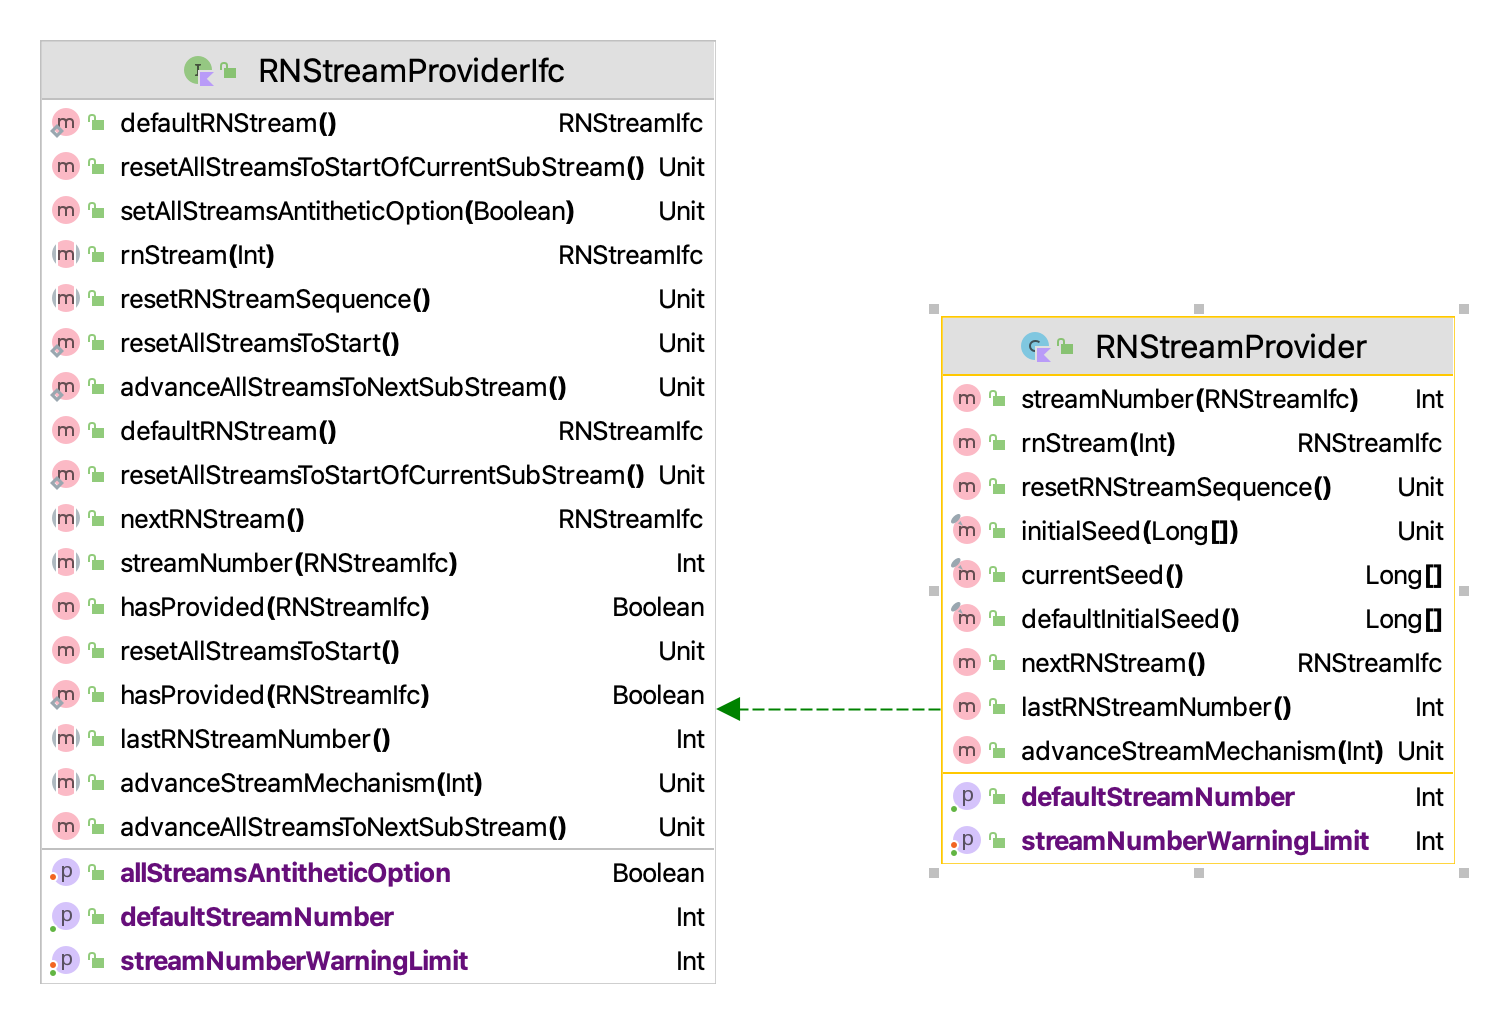 RNStreamProviderIfc
defaultRNStream() RNStreamIfc
resetAllStreamsToStartOfCurrentSubStream() Unit
setAllStreamsAntitheticOption(Boolean) Unit
rnStream(Int) RNStreamIfc
resetRNStreamSequence() Unit
resetAllStreamsToStart() Unit
advanceAllStreamsToNextSubStream() Unit
defaultRNStream() RNStreamIfc
resetAllStreamsToStartOfCurrentSubStream() Unit
nextRNStream() RNStreamIfc
streamNumber(RNStreamIfc) Int
hasProvided(RNStreamIfc) Boolean
resetAllStreamsToStart() Unit
hasProvided(RNStreamIfc) Boolean
lastRNStreamNumber() Int
advanceStreamMechanism(Int) Unit
advanceAllStreamsToNextSubStream() Unit
allStreamsAntitheticOption Boolean
defaultStreamNumber Int
streamNumberWarningLimit Int
RNStreamProvider
streamNumber(RNStreamIfc) Int
rnStream(Int) RNStreamIfc
resetRNStreamSequence() Unit
initialSeed(Long[]) Unit
currentSeed() Long[]
defaultInitialSeed() Long[]
nextRNStream() RNStreamIfc
lastRNStreamNumber() Int
advanceStreamMechanism(Int) Unit
defaultStreamNumber Int
streamNumberWarningLimit Int